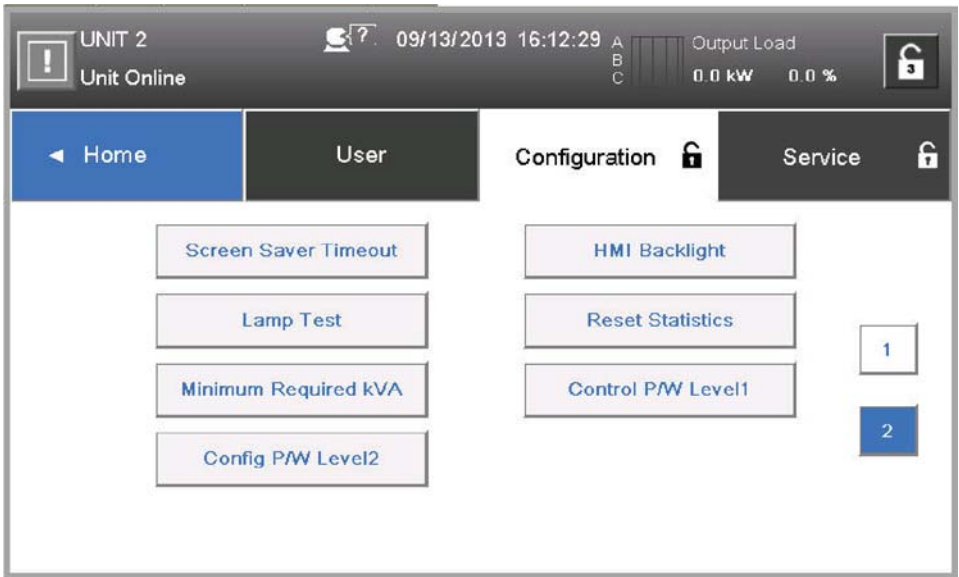 UNIT 2
Unit Online
!
?
09/13/2013 16:12:29
A
B
C
Output Load
0.0 kW 0.0 %
3
◄ Home
User
Configuration
Service
Screen Saver Timeout
HMI Backlight
Lamp Test
Reset Statistics
Minimum Required kVA
Control P/W Level1
Config P/W Level2
1
2